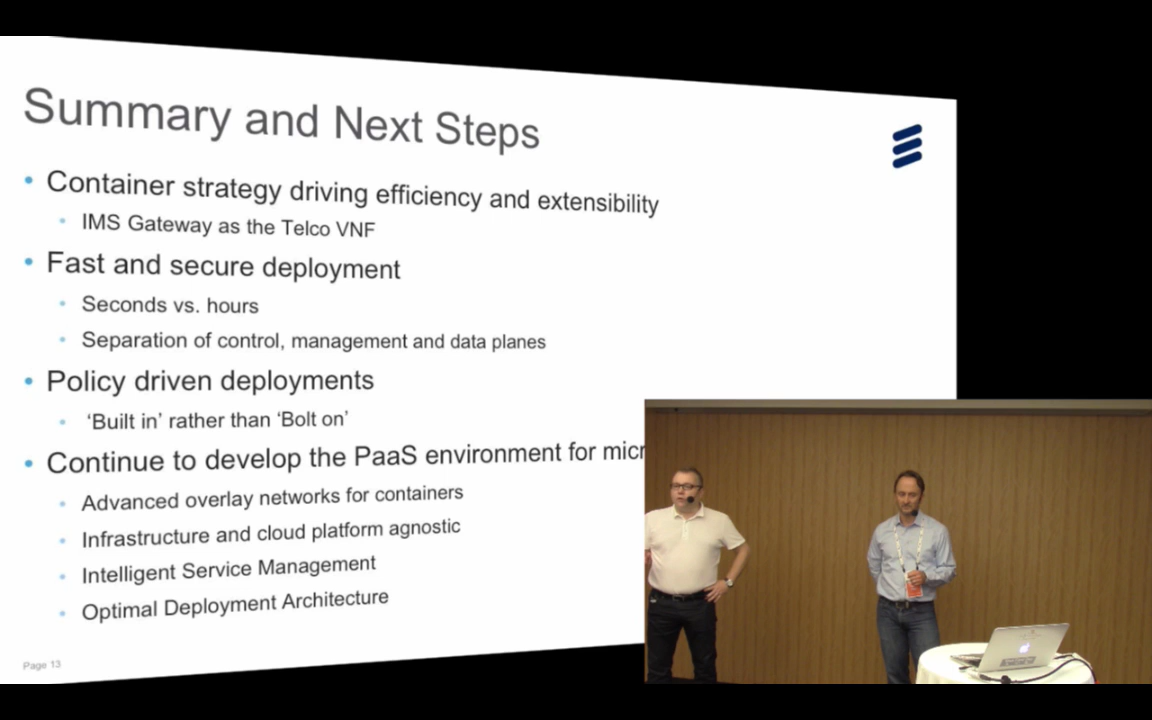 Summary and Next Steps
• Container strategy driving efficiency and extensibility
• IMS Gateway as the Telco VNF
• Fast and secure deployment
• Seconds vs. hours
• Separation of control, management and data planes
• Policy driven deployments
• ‘Built in’ rather than ‘Bolt on’
• Continue to develop the PaaS environment for
• Advanced overlay networks for containers
• Infrastructure and cloud platform agnostic
• Intelligent Service Management
• Optimal Deployment Architecture
Page 13